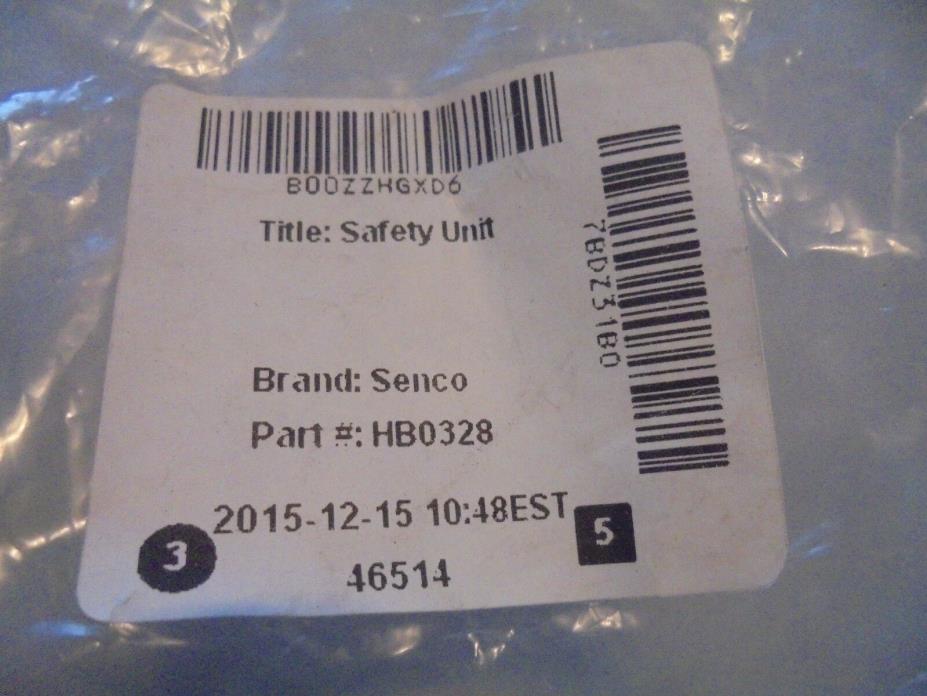 B00ZZHGXD6
Title: Safety Unit
78DZ31B0
Brand: Senco
Part #: HB0328
2015-12-15 10:48EST
3
5
46514